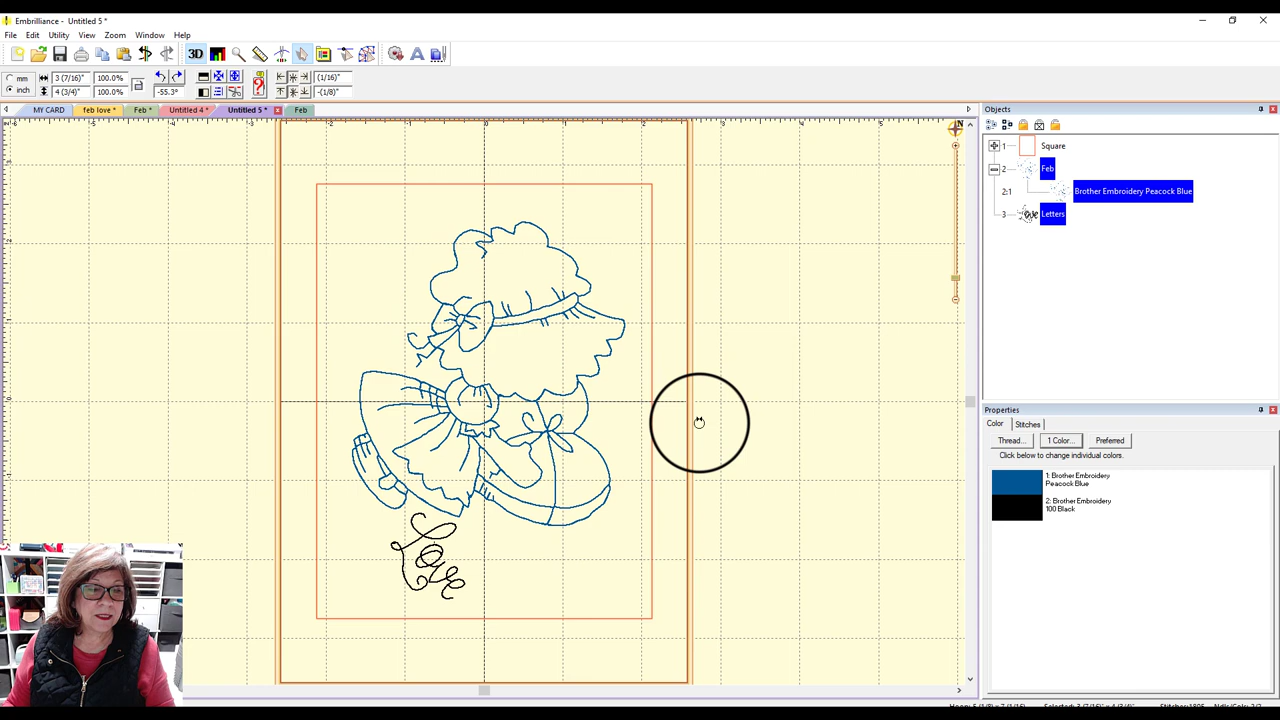 Embrilliance - Untitled 5 *
File Edit Utility View Zoom Window Help
3D
mm 3 (7/16)" 100.0% (1/16)"
inch 4 (3/4)" 100.0% -55.3° -(1/8)"
MY CARD feb love * Feb * Untitled 4 * Untitled 5 * Feb
Objects
1 Square
2 Feb
2:1 Brother Embroidery Peacock Blue
3 Letters
Love
Properties
Color Stitches
Thread... 1 Color... Preferred
Click below to change individual colors.
1: Brother Embroidery
Peacock Blue
2: Brother Embroidery
100 Black